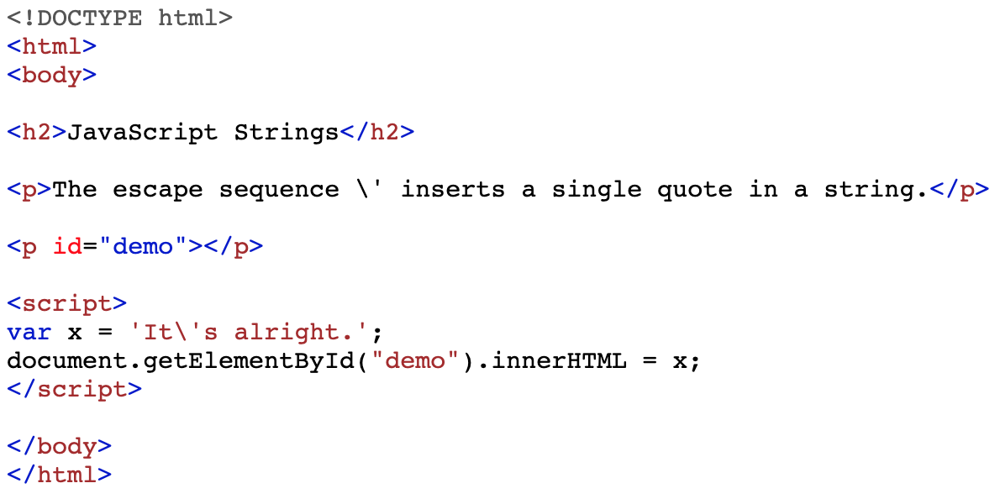 <!DOCTYPE html>
<html>
<body>
<h2>JavaScript Strings</h2>
<p>The escape sequence \' inserts a single quote in a string.</p>
<p id="demo"></p>
<script>
var x = 'It\'s alright.';
document.getElementById("demo").innerHTML = x;
</script>
</body>
</html>